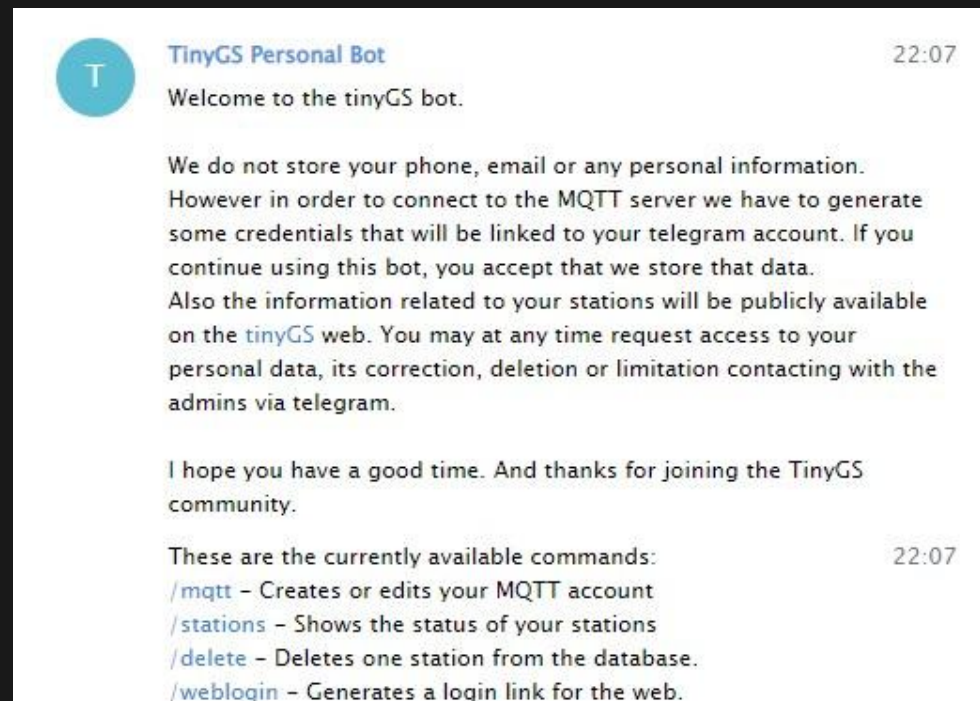 T
TinyGS Personal Bot 22:07
Welcome to the tinyGS bot.
We do not store your phone, email or any personal information.
However in order to connect to the MQTT server we have to generate
some credentials that will be linked to your telegram account. If you
continue using this bot, you accept that we store that data.
Also the information related to your stations will be publicly available
on the tinyGS web. You may at any time request access to your
personal data, its correction, deletion or limitation contacting with the
admins via telegram.
I hope you have a good time. And thanks for joining the TinyGS
community.
These are the currently available commands: 22:07
/mqtt – Creates or edits your MQTT account
/stations – Shows the status of your stations
/delete – Deletes one station from the database.
/weblogin – Generates a login link for the web.